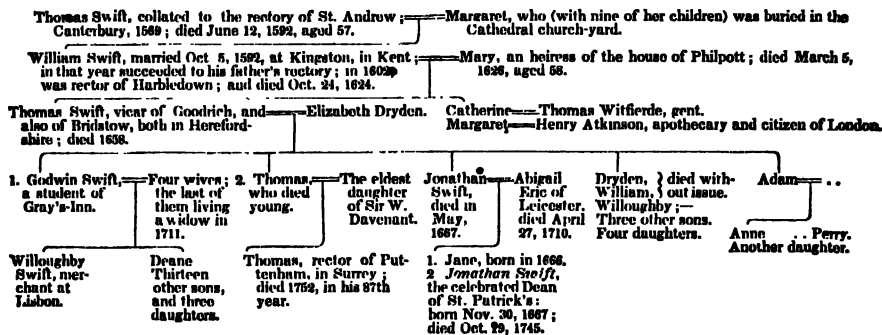 Thomas Swift, collated to the rectory of St. Andrew
Canterbury, 1569; died June 12, 1592, aged 57.
Margaret, who (with nine of her children) was buried in the
Cathedral church-yard.
William Swift, married Oct 5, 1592, at Kingston, in Kent;
in that year succeeded to his father's rectory; in 1602
was rector of Harbledown; and died Oct. 24, 1624.
Mary, an heiress of the house of Philpott; died March 5,
1626, aged 58.
Thomas Swift, vicar of Goodrich, and
also of Bridstow, both in Hereford-
shire; died 1658.
Elizabeth Dryden.
Catherine
Thomas Witfierde, gent.
Margaret
Henry Atkinson, apothecary and citizen of London.
1. Godwin Swift,
a student of
Gray's-Inn.
Four wives;
the last of
them living
a widow in
1711.
2. Thomas,
who died
young.
The eldest
daughter
of Sir W.
Davenant.
Jonathan
Swift,
died in
May,
1667.
Abigail
Eric of
Leicester.
died April
27, 1710.
Dryden,
William,
Willoughby;—
died with-
out issue.
Three other sons.
Four daughters.
Adam
..
Anne .. Perry.
Another daughter.
Willoughby
Swift, mer-
chant at
Lisbon.
Deane
Thirteen
other sons,
and three
daughters.
Thomas, rector of Put-
tenham, in Surrey;
died 1752, in his 87th
year.
1. Jane, born in 1666.
2 Jonathan Swift,
the celebrated Dean
of St. Patrick's:
born Nov. 30, 1667;
died Oct. 29, 1745.